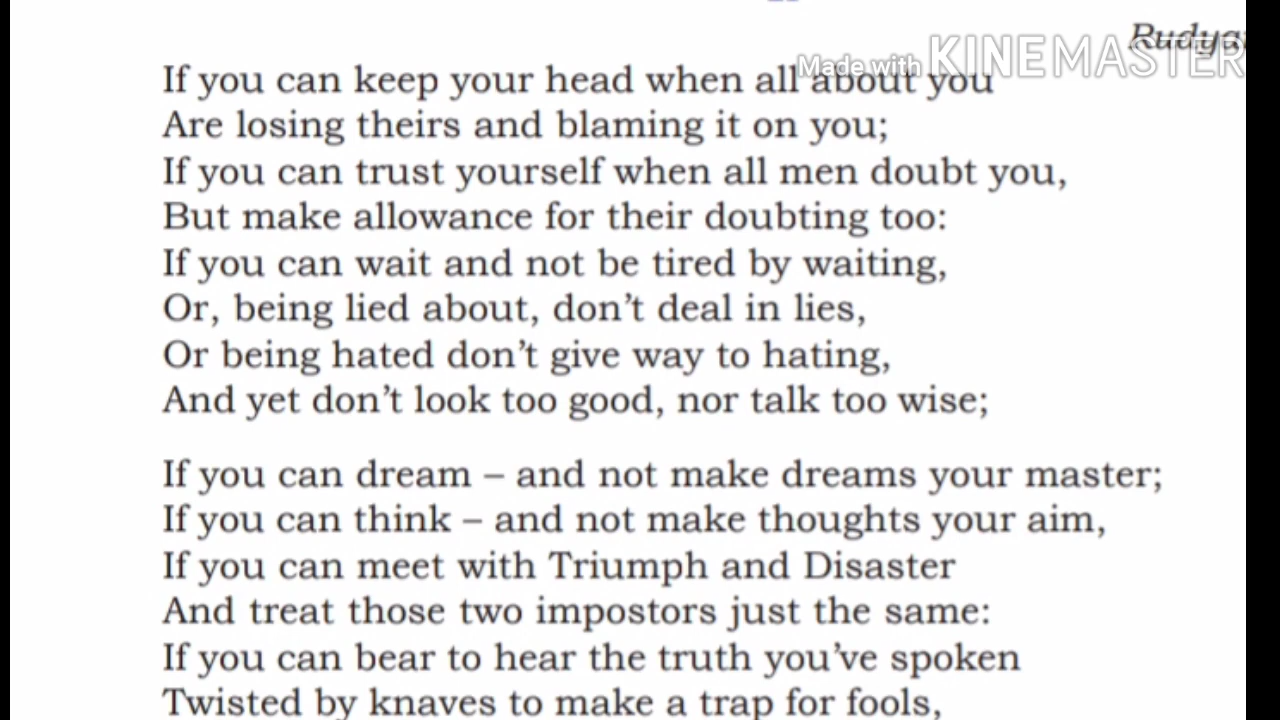 Rudya
Made with KINEMASTER
If you can keep your head when all about you
Are losing theirs and blaming it on you;
If you can trust yourself when all men doubt you,
But make allowance for their doubting too:
If you can wait and not be tired by waiting,
Or, being lied about, don’t deal in lies,
Or being hated don’t give way to hating,
And yet don’t look too good, nor talk too wise;
If you can dream – and not make dreams your master;
If you can think – and not make thoughts your aim,
If you can meet with Triumph and Disaster
And treat those two impostors just the same:
If you can bear to hear the truth you’ve spoken
Twisted by knaves to make a trap for fools,